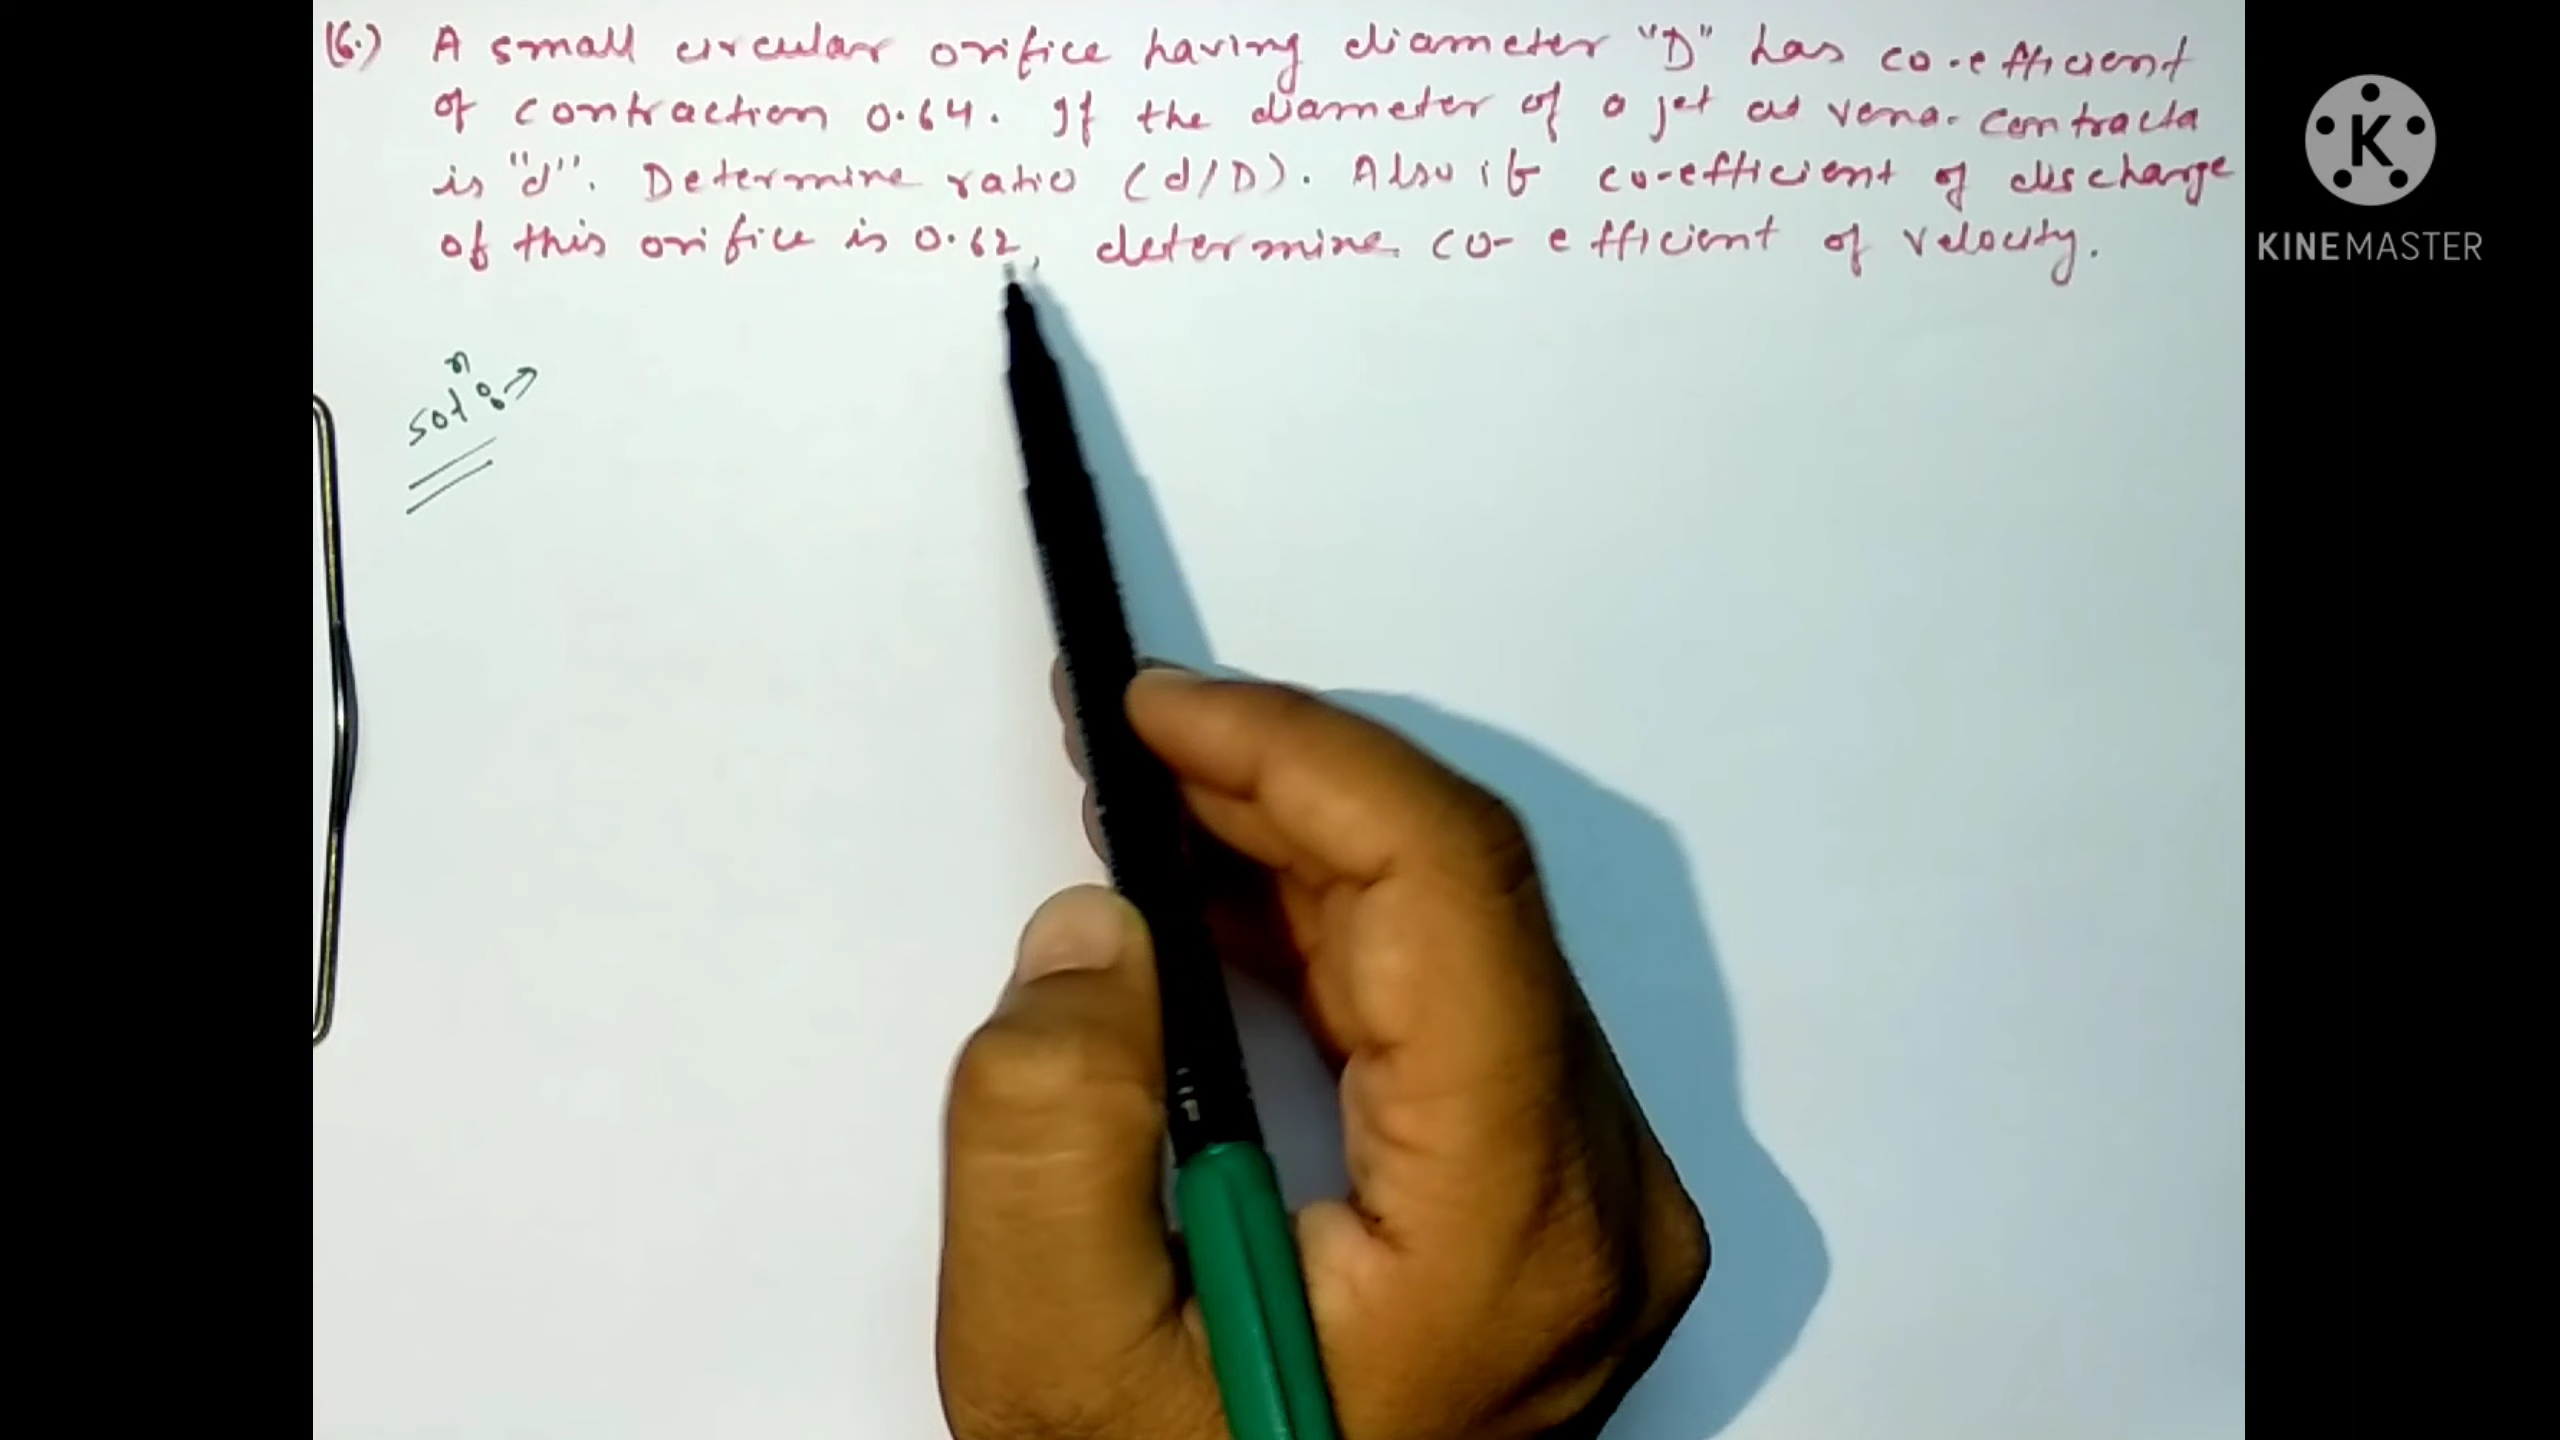 (6.) A small circular orifice having diameter "D" has co-efficient
of contraction 0.64. If the diameter of a jet at vena-contracta
is "d". Determine ratio (d/D). Also if co-efficient of discharge
of this orifice is 0.62, determine co-efficient of velocity.
solⁿ:→
K
KINEMASTER